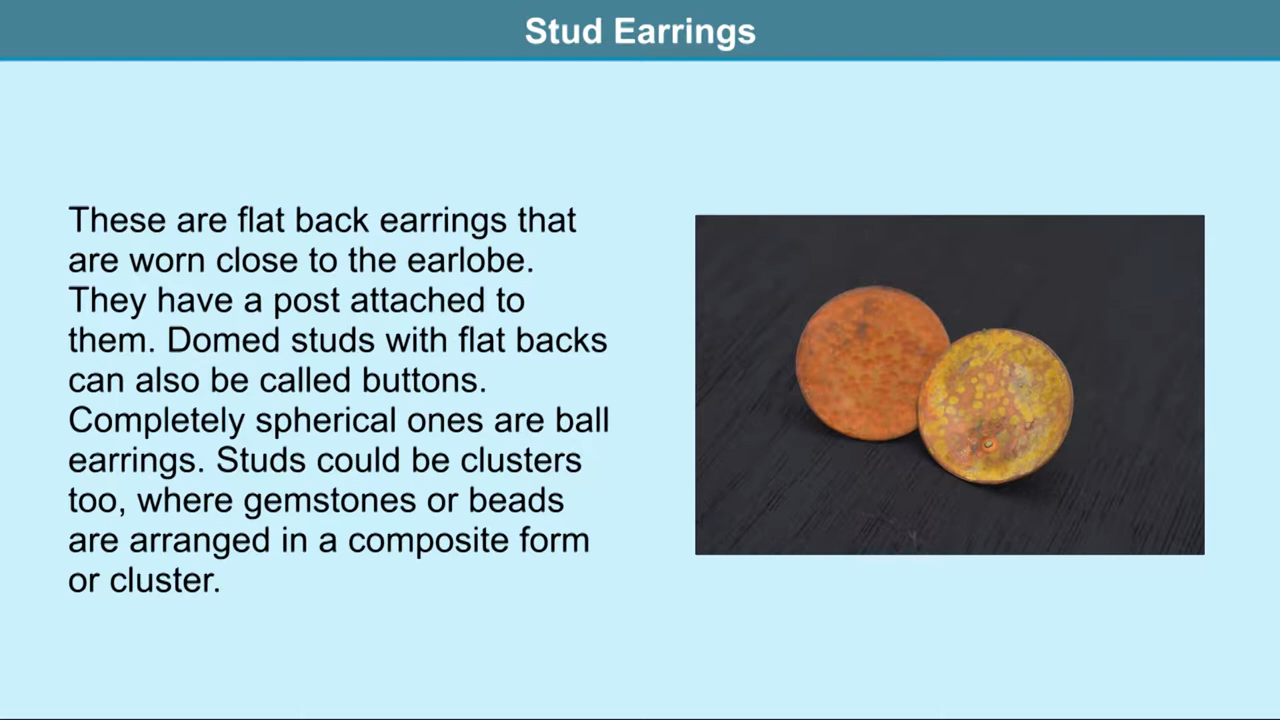 Stud Earrings
These are flat back earrings that
are worn close to the earlobe.
They have a post attached to
them. Domed studs with flat backs
can also be called buttons.
Completely spherical ones are ball
earrings. Studs could be clusters
too, where gemstones or beads
are arranged in a composite form
or cluster.